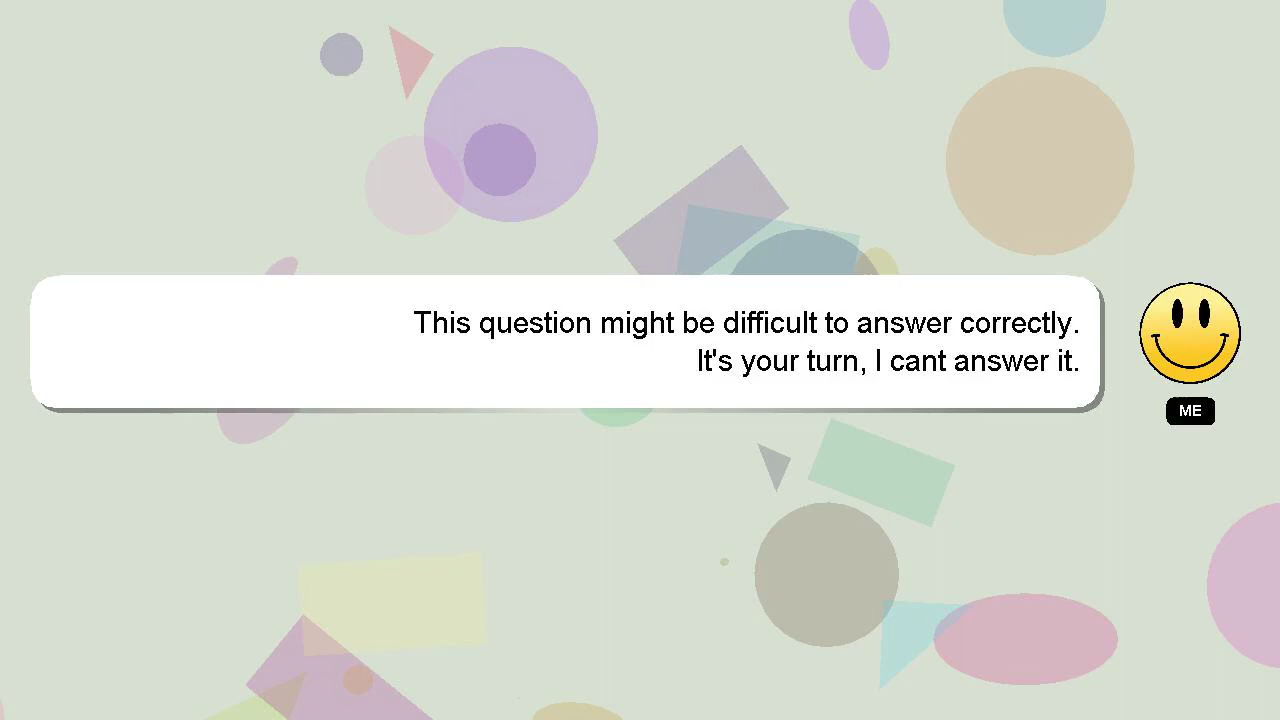 This question might be difficult to answer correctly.
It's your turn, I cant answer it.
ME